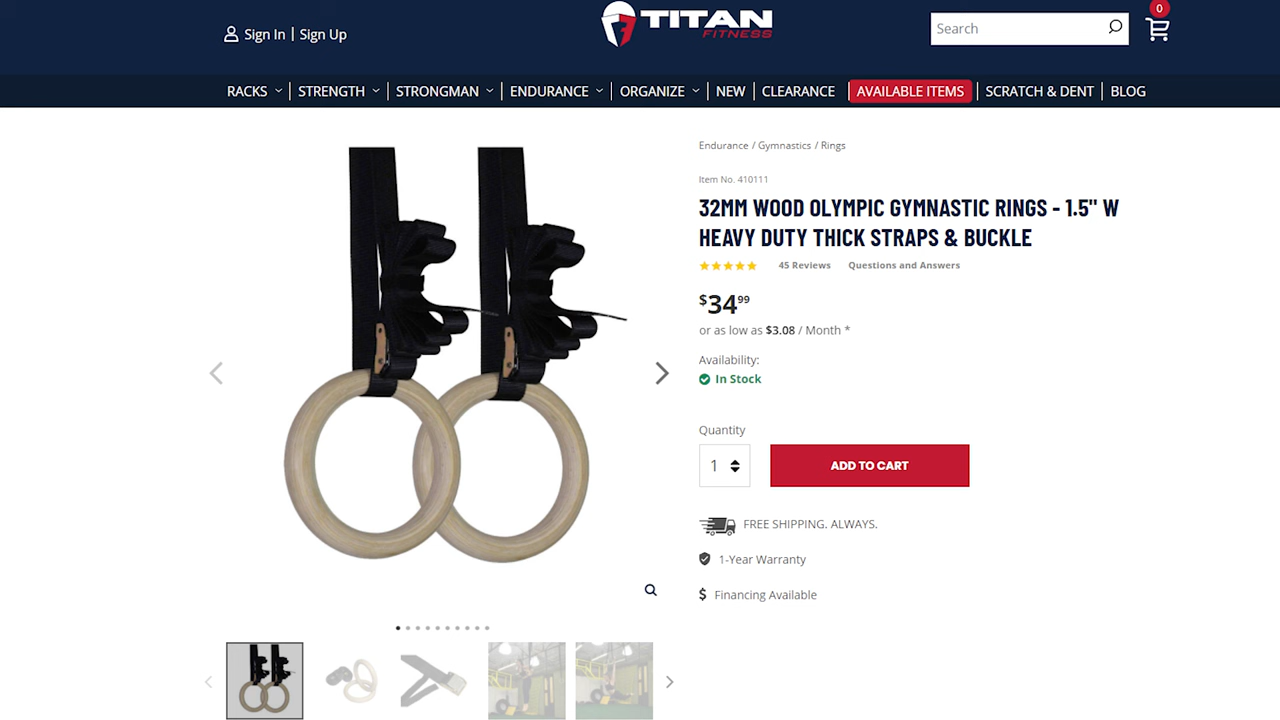 Sign In | Sign Up
TITAN
FITNESS
Search
0
RACKS
STRENGTH
STRONGMAN
ENDURANCE
ORGANIZE
NEW
CLEARANCE
AVAILABLE ITEMS
SCRATCH & DENT
BLOG
Endurance / Gymnastics / Rings
Item No. 410111
32MM WOOD OLYMPIC GYMNASTIC RINGS - 1.5" W
HEAVY DUTY THICK STRAPS & BUCKLE
45 Reviews
Questions and Answers
$34.99
or as low as $3.08 / Month *
Availability:
In Stock
Quantity
1
ADD TO CART
FREE SHIPPING. ALWAYS.
1-Year Warranty
Financing Available